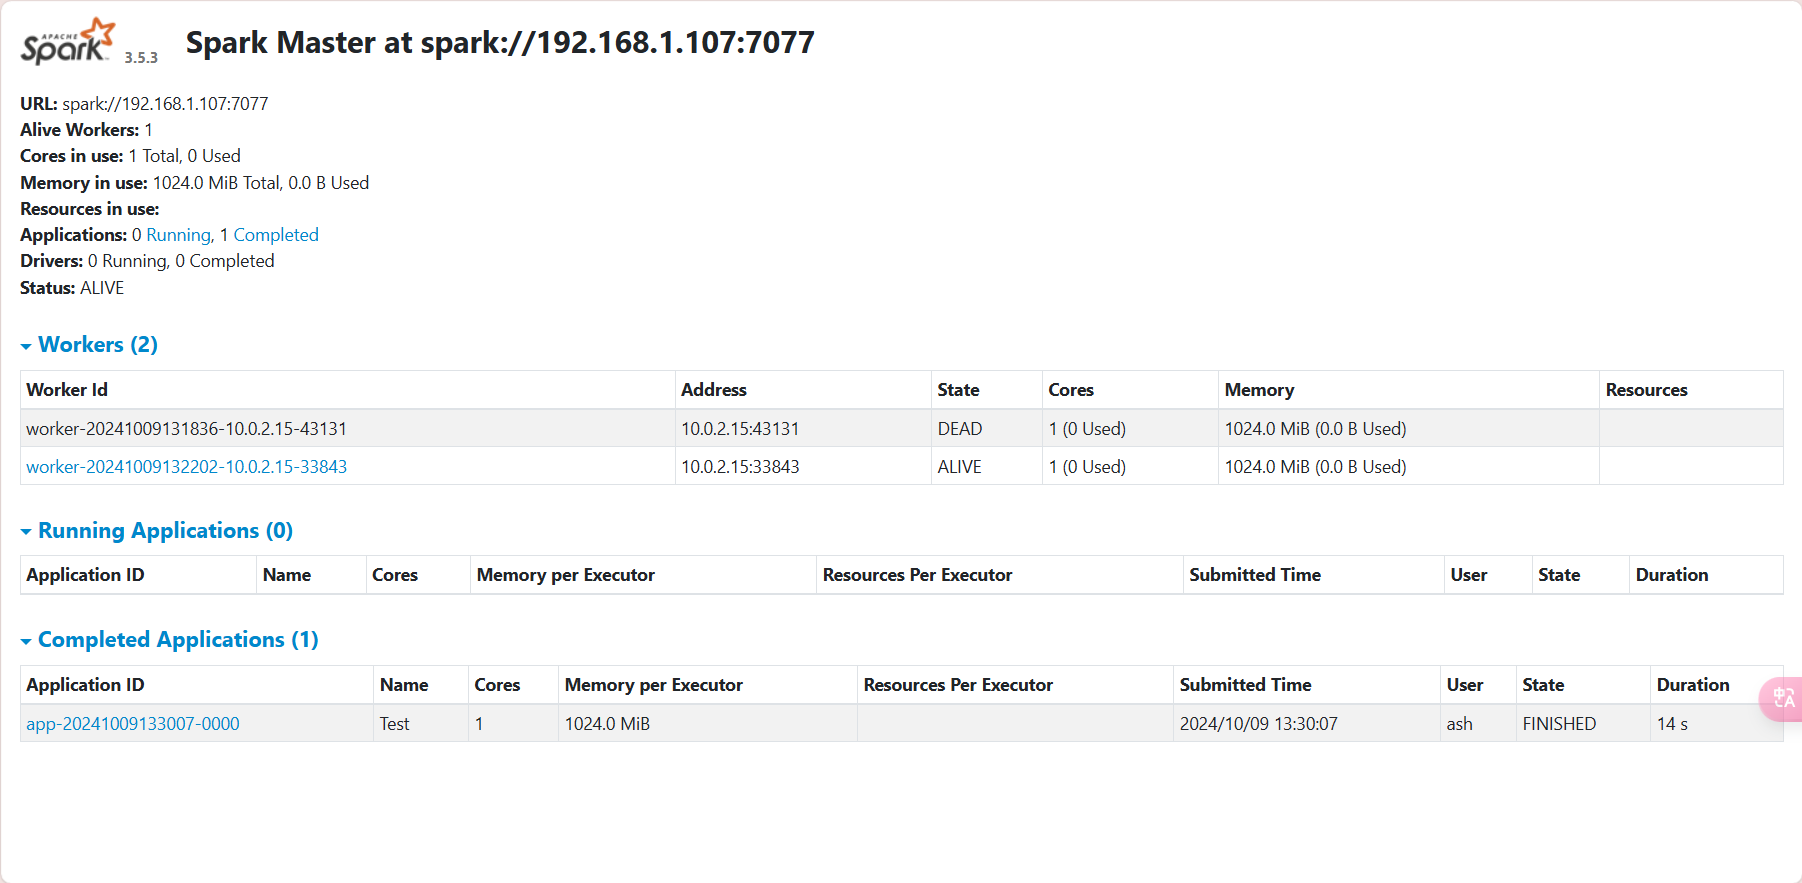 APACHE Spark 3.5.3 Spark Master at spark://192.168.1.107:7077
URL: spark://192.168.1.107:7077
Alive Workers: 1
Cores in use: 1 Total, 0 Used
Memory in use: 1024.0 MiB Total, 0.0 B Used
Resources in use:
Applications: 0 Running, 1 Completed
Drivers: 0 Running, 0 Completed
Status: ALIVE
Workers (2)
Worker Id Address State Cores Memory Resources
worker-20241009131836-10.0.2.15-43131 10.0.2.15:43131 DEAD 1 (0 Used) 1024.0 MiB (0.0 B Used)
worker-20241009132202-10.0.2.15-33843 10.0.2.15:33843 ALIVE 1 (0 Used) 1024.0 MiB (0.0 B Used)
Running Applications (0)
Application ID Name Cores Memory per Executor Resources Per Executor Submitted Time User State Duration
Completed Applications (1)
Application ID Name Cores Memory per Executor Resources Per Executor Submitted Time User State Duration
app-20241009133007-0000 Test 1 1024.0 MiB 2024/10/09 13:30:07 ash FINISHED 14 s
中A